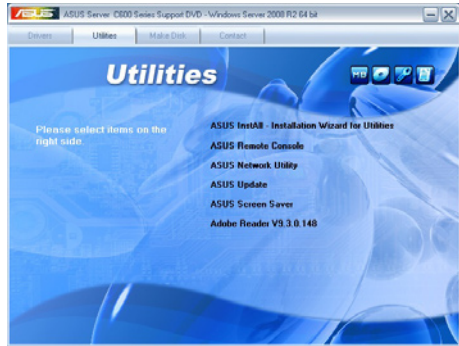 ASUS ASUS Server C600 Series Support DVD - Windows Server 2008 R2 64 bit
Drivers Utilities Make Disk Contact
Utilities
Please select items on the
right side.
ASUS InstAll - Installation Wizard for Utilities
ASUS Remote Console
ASUS Network Utility
ASUS Update
ASUS Screen Saver
Adobe Reader V9.3.0.148